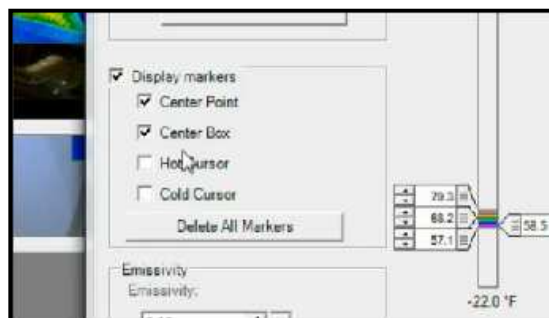 Display markers
Center Point
Center Box
Hot Cursor
Cold Cursor
Delete All Markers
79.3
68.2
57.1
58.5
-22.0 °F
Emissivity
Emissivity: